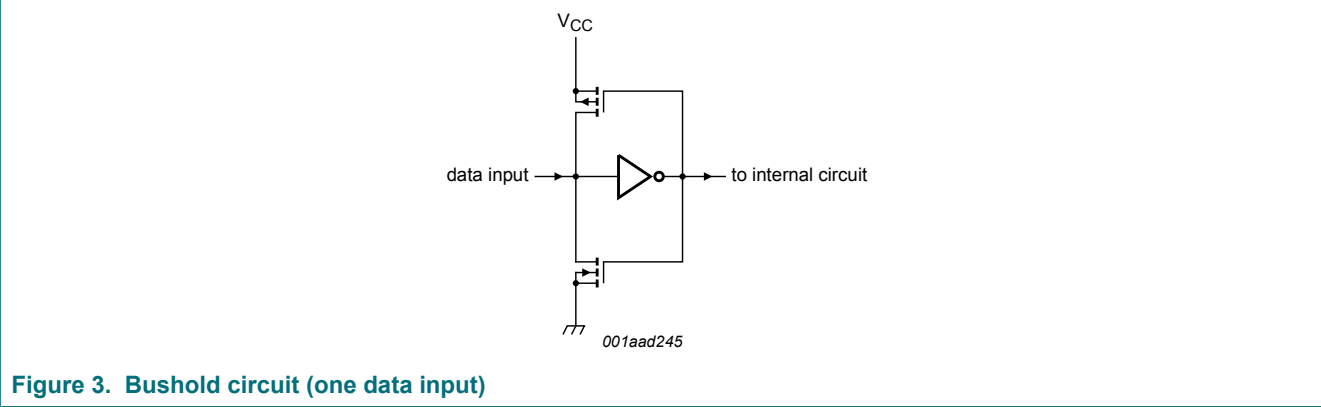 VCC
data input
to internal circuit
001aad245
Figure 3. Bushold circuit (one data input)